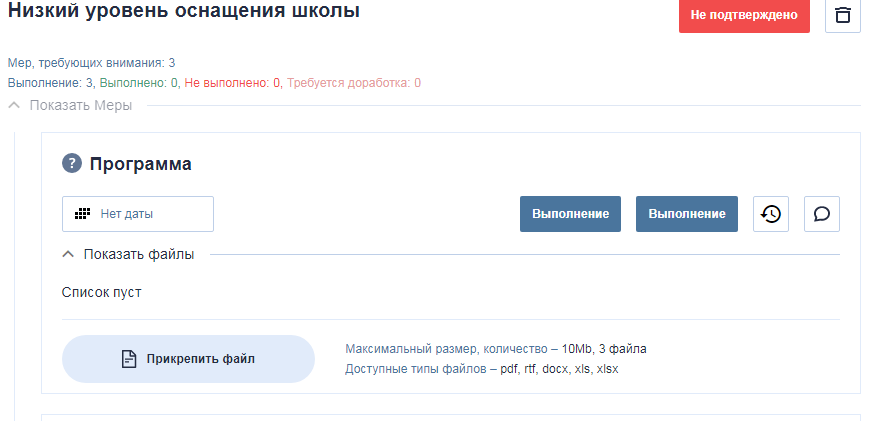 Низкий уровень оснащения школы
Не подтверждено
Мер, требующих внимания: 3
Выполнение: 3, Выполнено: 0, Не выполнено: 0, Требуется доработка: 0
Показать Меры
? Программа
Нет даты
Выполнение
Выполнение
Показать файлы
Список пуст
Прикрепить файл
Максимальный размер, количество – 10Mb, 3 файла
Доступные типы файлов – pdf, rtf, docx, xls, xlsx